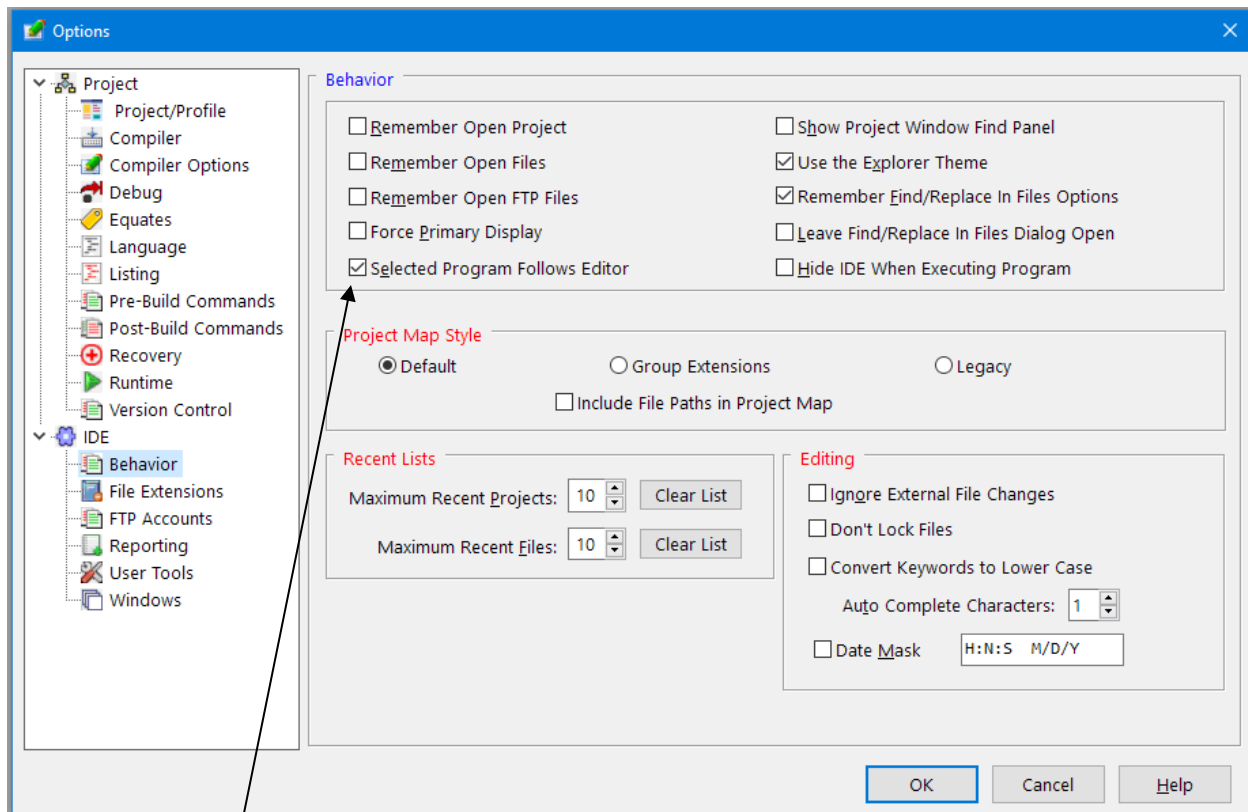 Options
Project
Project/Profile
Compiler
Compiler Options
Debug
Equates
Language
Listing
Pre-Build Commands
Post-Build Commands
Recovery
Runtime
Version Control
IDE
Behavior
File Extensions
FTP Accounts
Reporting
User Tools
Windows
Behavior
Remember Open Project
Remember Open Files
Remember Open FTP Files
Force Primary Display
Selected Program Follows Editor
Show Project Window Find Panel
Use the Explorer Theme
Remember Find/Replace In Files Options
Leave Find/Replace In Files Dialog Open
Hide IDE When Executing Program
Project Map Style
Default Group Extensions Legacy
Include File Paths in Project Map
Recent Lists
Maximum Recent Projects: 10 Clear List
Maximum Recent Files: 10 Clear List
Editing
Ignore External File Changes
Don't Lock Files
Convert Keywords to Lower Case
Auto Complete Characters: 1
Date Mask H:N:S M/D/Y
OK Cancel Help